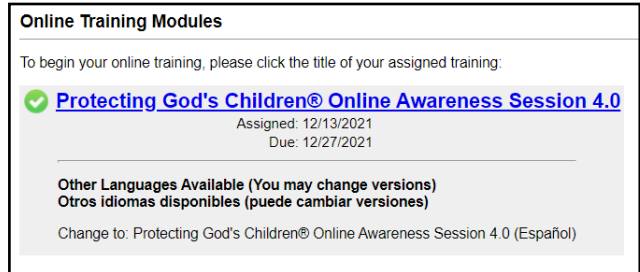 Online Training Modules
To begin your online training, please click the title of your assigned training:
Protecting God's Children® Online Awareness Session 4.0
Assigned: 12/13/2021
Due: 12/27/2021
Other Languages Available (You may change versions)
Otros idiomas disponibles (puede cambiar versiones)
Change to: Protecting God's Children® Online Awareness Session 4.0 (Español)